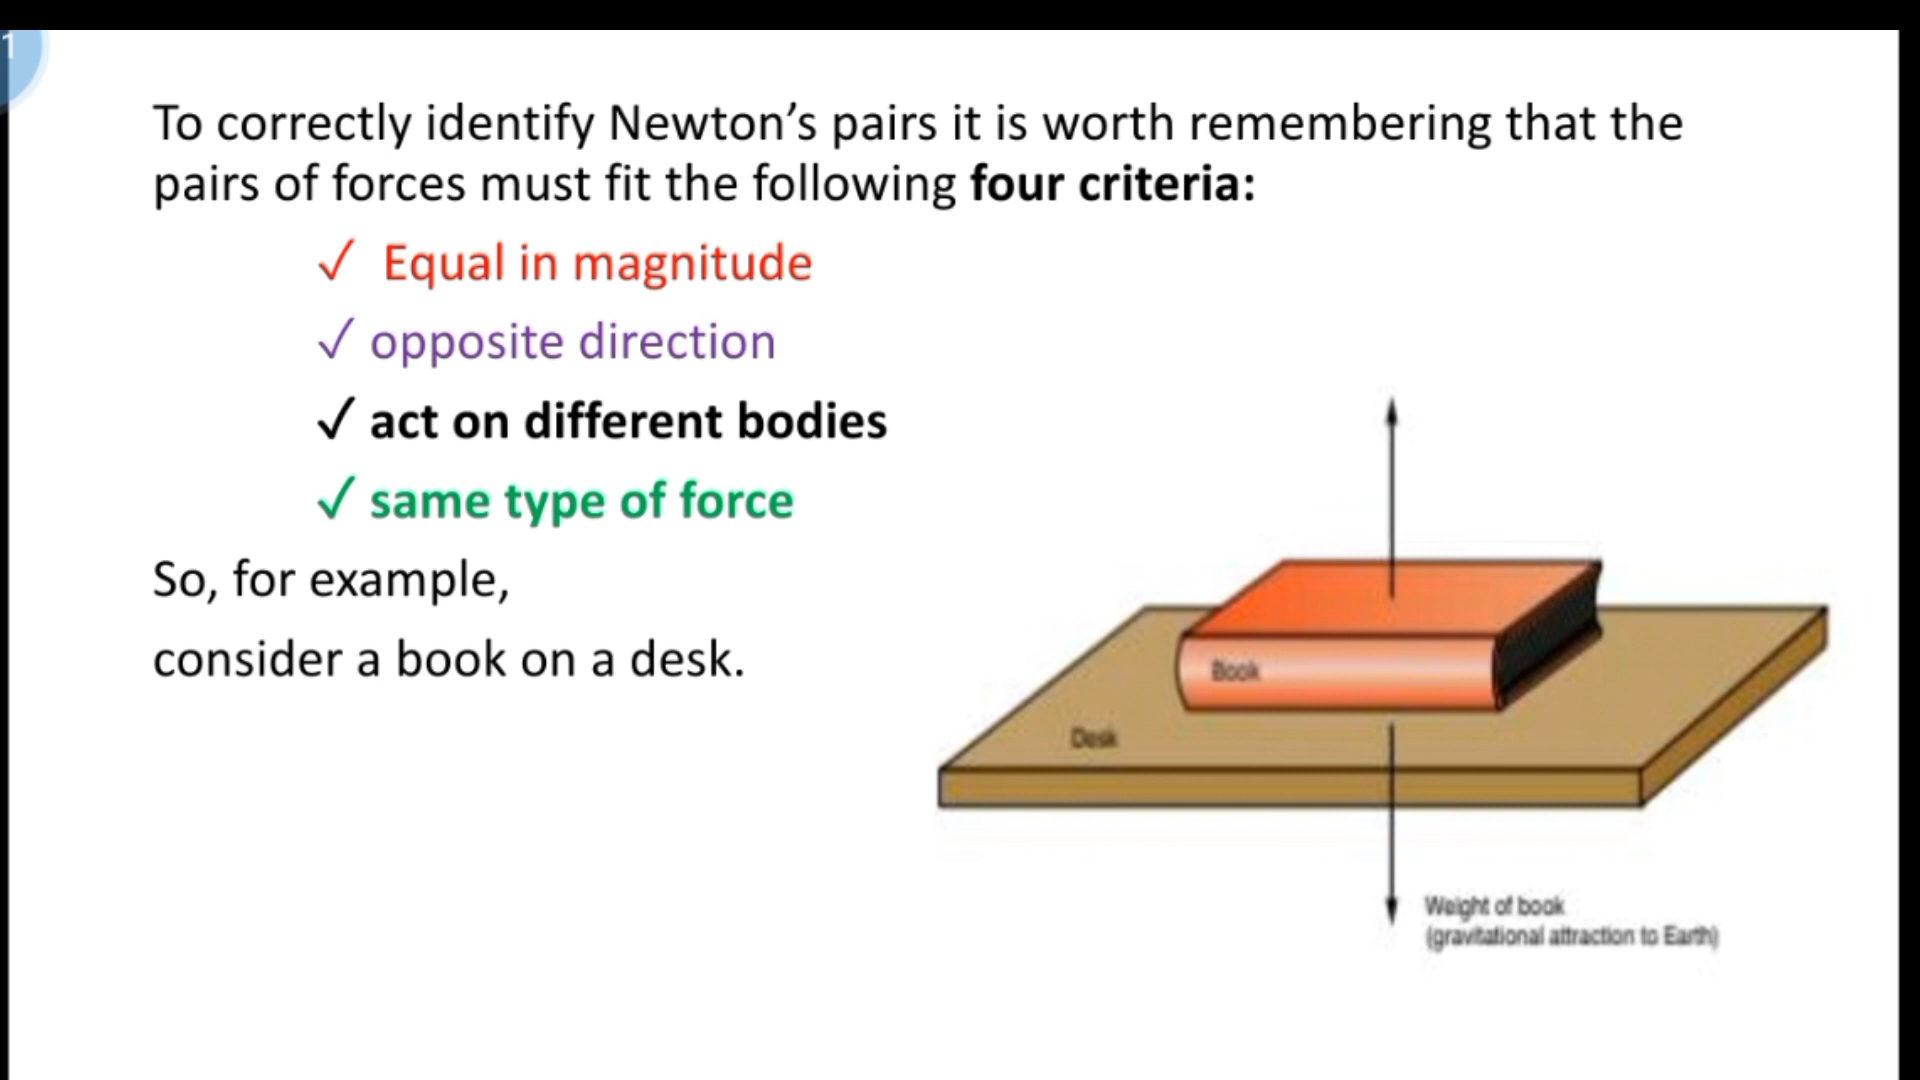 1
To correctly identify Newton’s pairs it is worth remembering that the
pairs of forces must fit the following four criteria:
✓ Equal in magnitude
✓ opposite direction
✓ act on different bodies
✓ same type of force
So, for example,
consider a book on a desk.
Book
Desk
Weight of book
(gravitational attraction to Earth)